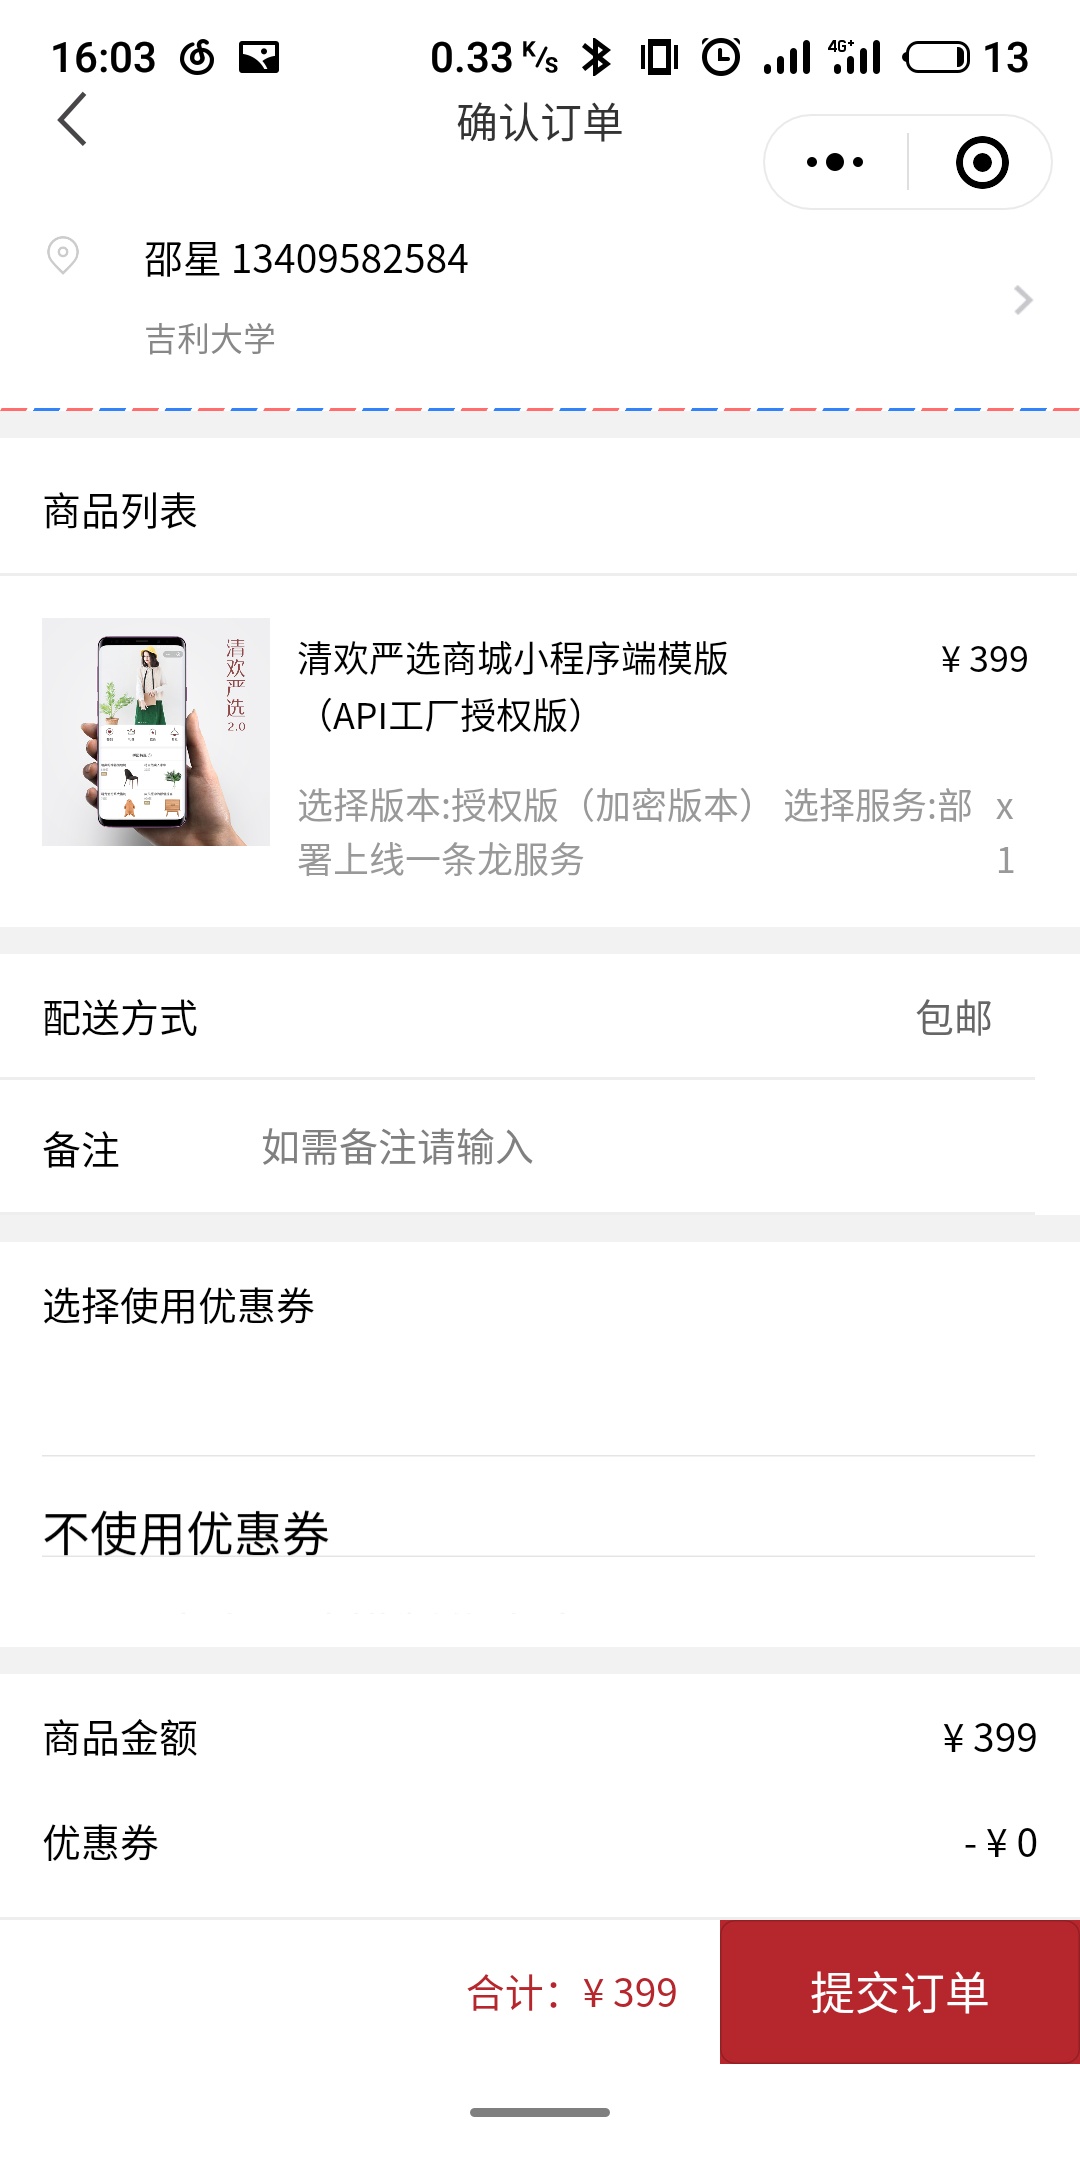 16:03
0.33 K/s
4G+
13
确认订单
邵星 13409582584
吉利大学
商品列表
清欢严选
2.0
清欢严选商城小程序端模版
（API工厂授权版）
¥ 399
选择版本:授权版（加密版本） 选择服务:部
署上线一条龙服务
x
1
配送方式
包邮
备注
如需备注请输入
选择使用优惠券
不使用优惠券
商品金额
¥ 399
优惠券
- ¥ 0
合计：¥ 399
提交订单